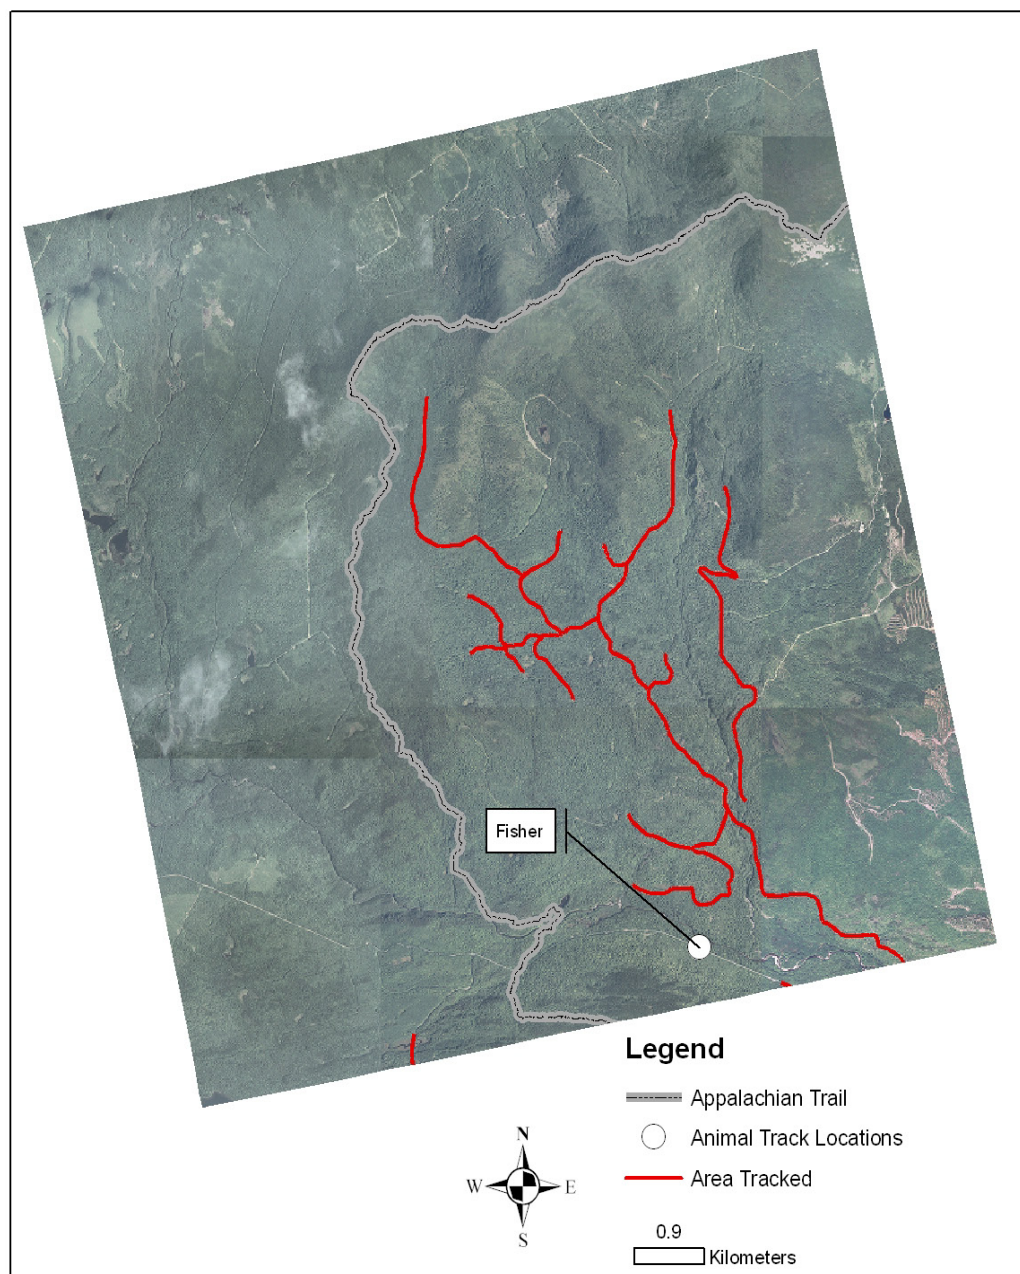 Fisher
Legend
Appalachian Trail
Animal Track Locations
Area Tracked
N
W E
S
0.9
Kilometers